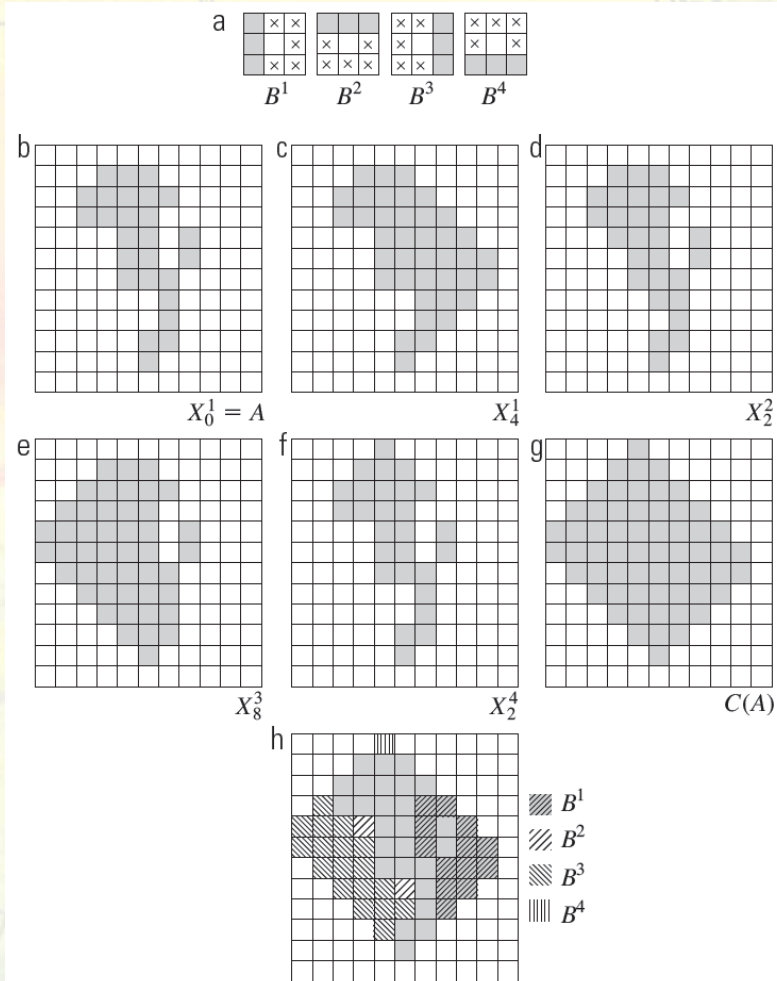 a
× × × × × × × ×
× × × × × ×
× × × × × × × ×
B¹ B² B³ B⁴
b c d
X₀¹ = A X₄¹ X₂²
e f g
X₈³ X₂⁴ C(A)
h
B¹
B²
B³
B⁴